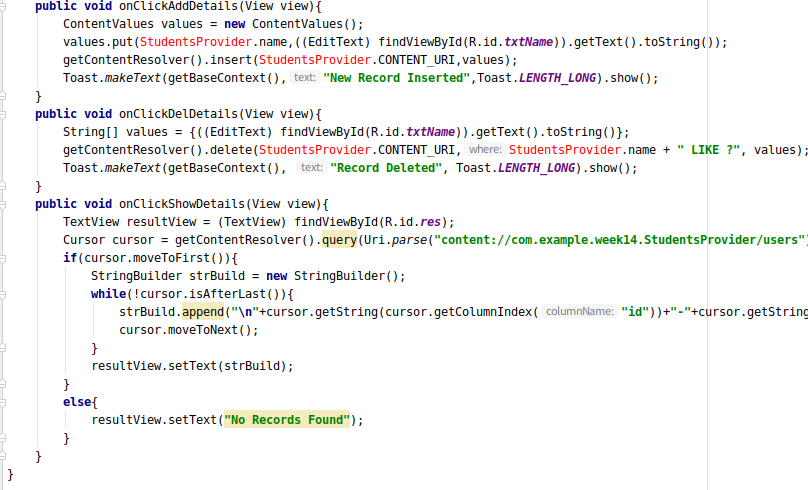 public void onClickAddDetails(View view){
ContentValues values = new ContentValues();
values.put(StudentsProvider.name,((EditText) findViewById(R.id.txtName)).getText().toString());
getContentResolver().insert(StudentsProvider.CONTENT_URI,values);
Toast.makeText(getBaseContext(), text: "New Record Inserted",Toast.LENGTH_LONG).show();
}
public void onClickDelDetails(View view){
String[] values = {((EditText) findViewById(R.id.txtName)).getText().toString()};
getContentResolver().delete(StudentsProvider.CONTENT_URI, where: StudentsProvider.name + " LIKE ?", values);
Toast.makeText(getBaseContext(), text: "Record Deleted", Toast.LENGTH_LONG).show();
}
public void onClickShowDetails(View view){
TextView resultView = (TextView) findViewById(R.id.res);
Cursor cursor = getContentResolver().query(Uri.parse("content://com.example.week14.StudentsProvider/users")
if(cursor.moveToFirst()){
StringBuilder strBuild = new StringBuilder();
while(!cursor.isAfterLast()){
strBuild.append("\n"+cursor.getString(cursor.getColumnIndex( columnName: "id"))+"-"+cursor.getString
cursor.moveToNext();
}
resultView.setText(strBuild);
}
else{
resultView.setText("No Records Found");
}
}
}